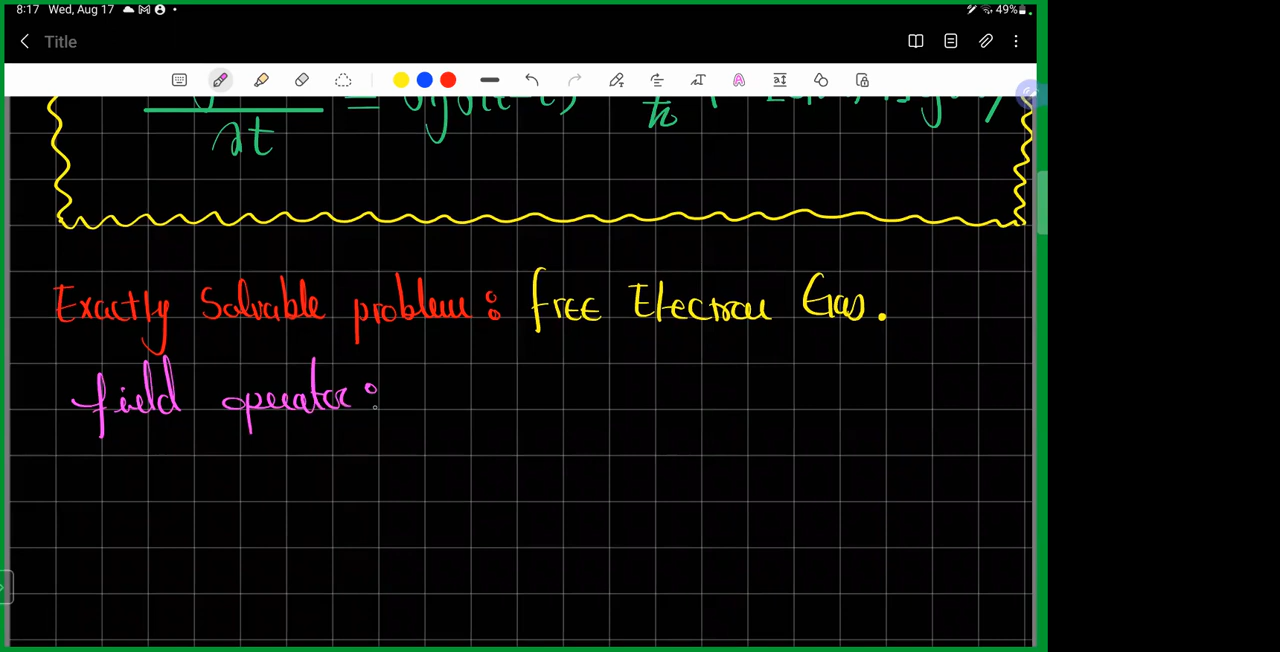 8:17 Wed, Aug 17
49%
Title
∂t
Exactly Solvable problem: FREE Electron Gas.
field operator: